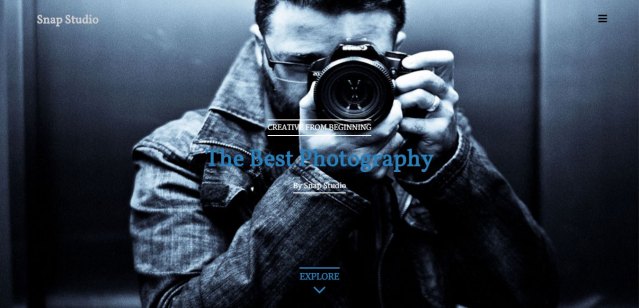 Snap Studio
CREATIVE FROM BEGINNING
The Best Photography
By Snap Studio
EXPLORE